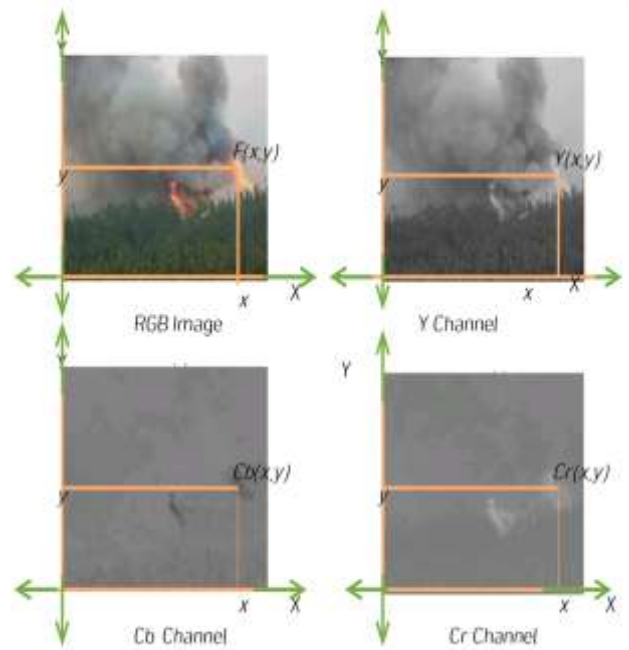 Y
Y
F(x,y)
Y(x,y)
y
y
x
X
x
X
RGB Image
Y Channel
Y
Y
Cb(x,y)
Cr(x,y)
y
y
x
X
x
X
Cb Channel
Cr Channel